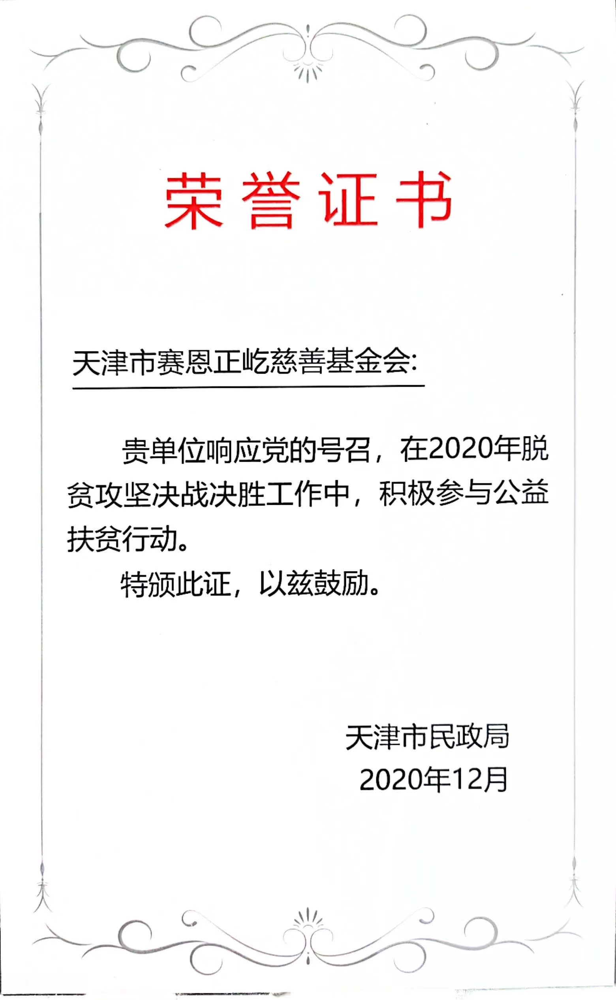 荣誉证书
天津市赛恩正屹慈善基金会:
贵单位响应党的号召，在2020年脱
贫攻坚决战决胜工作中，积极参与公益
扶贫行动。
特颁此证，以兹鼓励。
天津市民政局
2020年12月